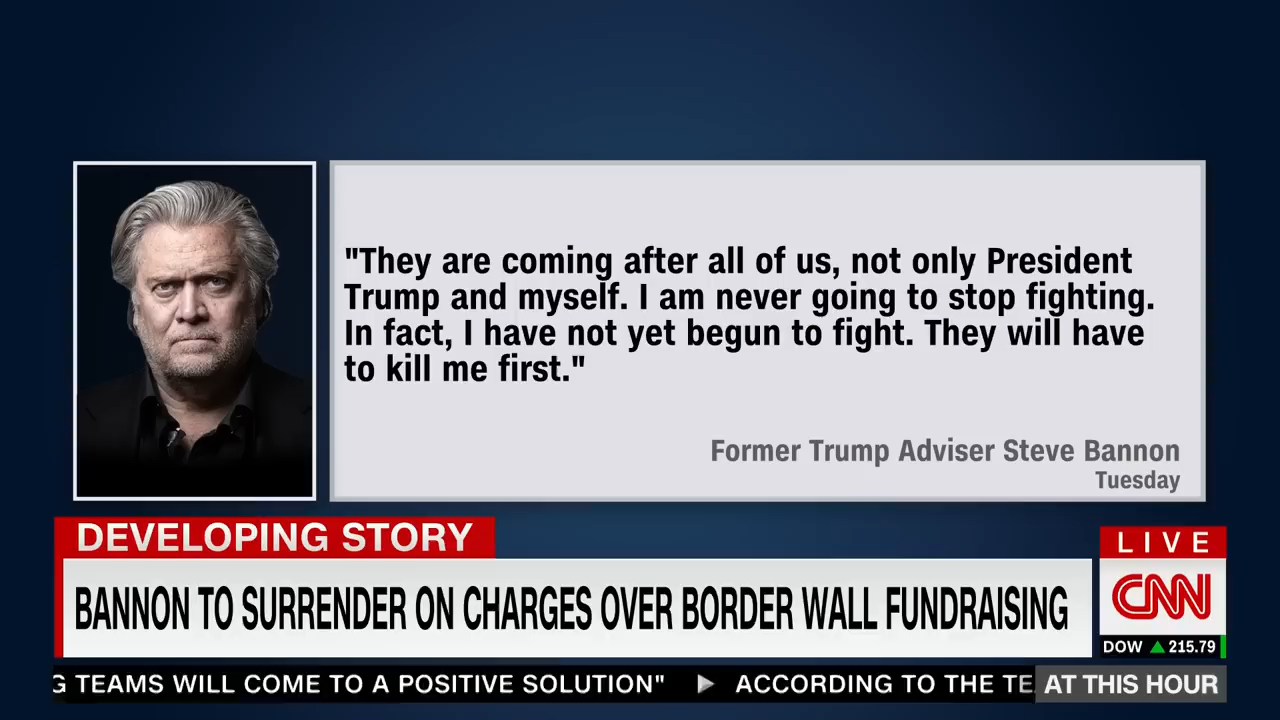 "They are coming after all of us, not only President
Trump and myself. I am never going to stop fighting.
In fact, I have not yet begun to fight. They will have
to kill me first."
Former Trump Adviser Steve Bannon
Tuesday
DEVELOPING STORY
BANNON TO SURRENDER ON CHARGES OVER BORDER WALL FUNDRAISING
LIVE
CNN
DOW ▲ 215.79
G TEAMS WILL COME TO A POSITIVE SOLUTION" ▶ ACCORDING TO THE TE
AT THIS HOUR